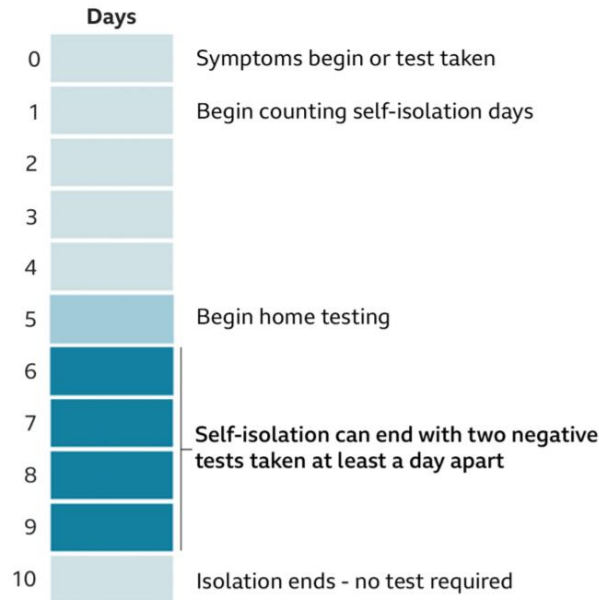 Days
0 Symptoms begin or test taken
1 Begin counting self-isolation days
2
3
4
5 Begin home testing
6
7
Self-isolation can end with two negative
tests taken at least a day apart
8
9
10 Isolation ends - no test required